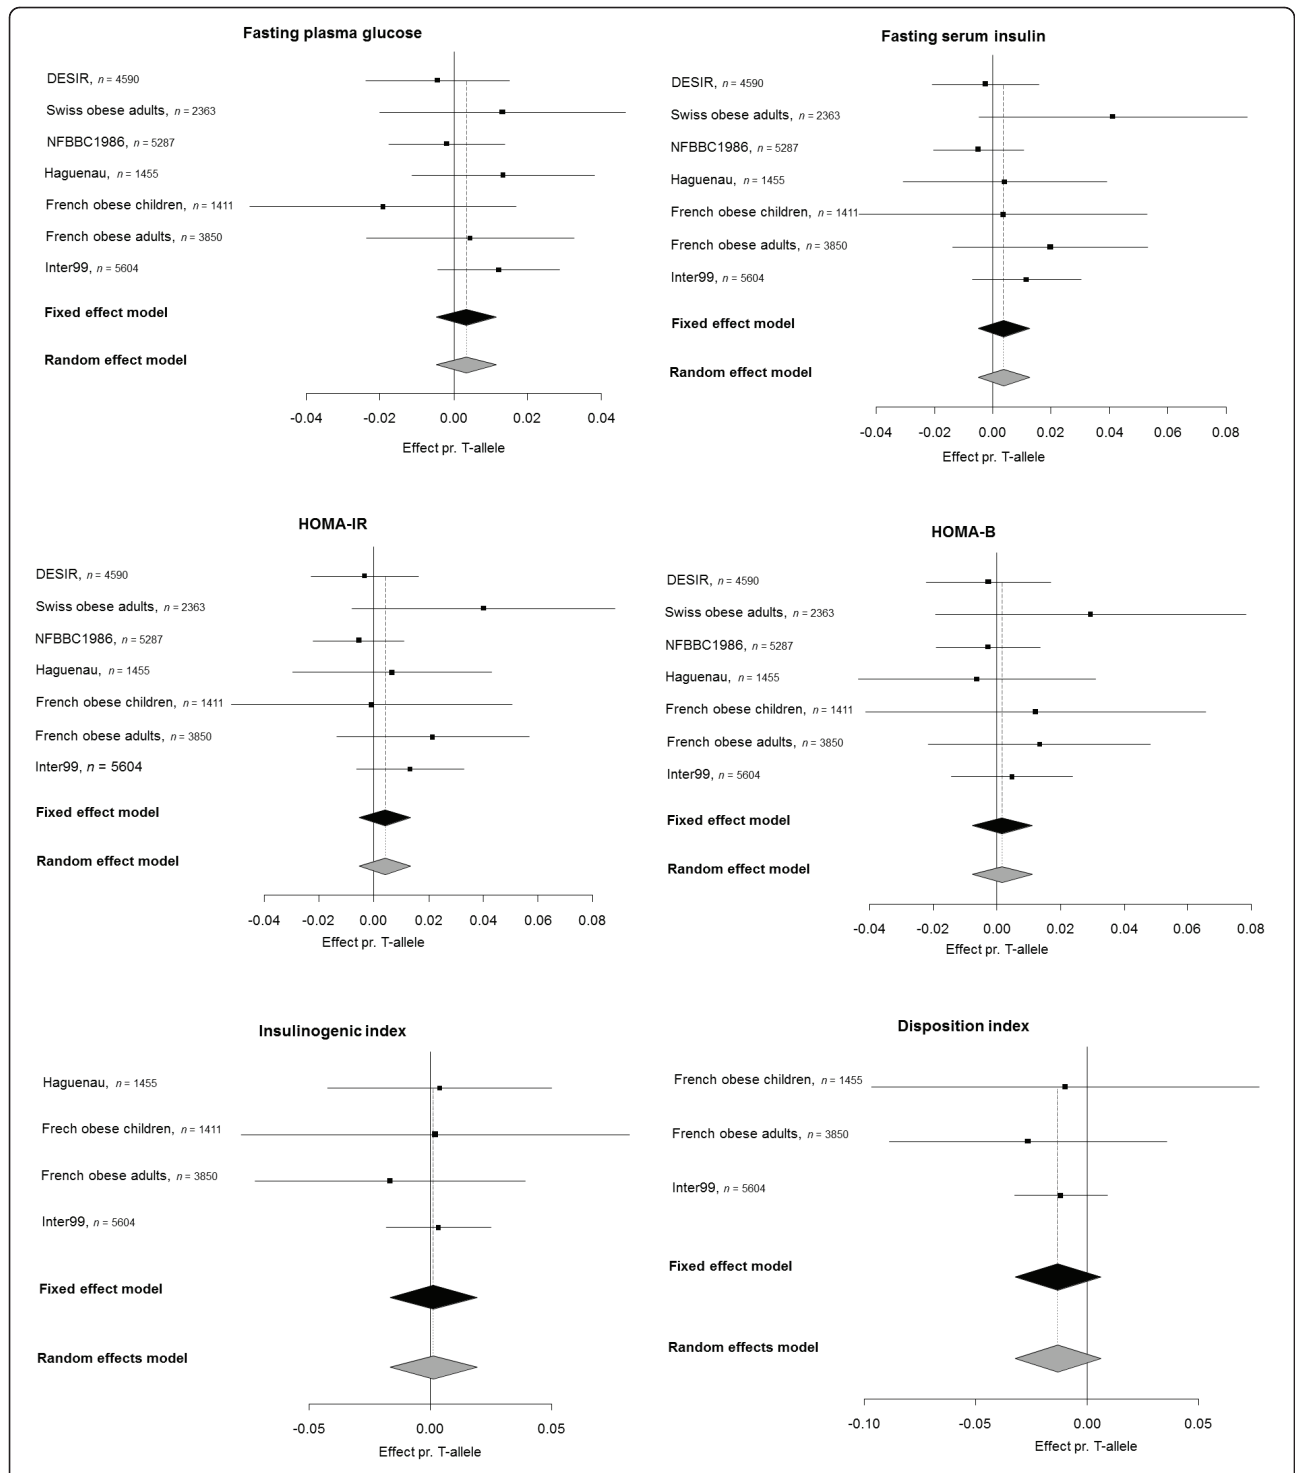 Fasting plasma glucose
DESIR, n = 4590
Swiss obese adults, n = 2363
NFBBC1986, n = 5287
Haguenau, n = 1455
French obese children, n = 1411
French obese adults, n = 3850
Inter99, n = 5604
Fixed effect model
Random effect model
-0.04 -0.02 0.00 0.02 0.04
Effect pr. T-allele
Fasting serum insulin
DESIR, n = 4590
Swiss obese adults, n = 2363
NFBBC1986, n = 5287
Haguenau, n = 1455
French obese children, n = 1411
French obese adults, n = 3850
Inter99, n = 5604
Fixed effect model
Random effect model
-0.04 -0.02 0.00 0.02 0.04 0.06 0.08
Effect pr. T-allele
HOMA-IR
DESIR, n = 4590
Swiss obese adults, n = 2363
NFBBC1986, n = 5287
Haguenau, n = 1455
French obese children, n = 1411
French obese adults, n = 3850
Inter99, n = 5604
Fixed effect model
Random effect model
-0.04 -0.02 0.00 0.02 0.04 0.06 0.08
Effect pr. T-allele
HOMA-B
DESIR, n = 4590
Swiss obese adults, n = 2363
NFBBC1986, n = 5287
Haguenau, n = 1455
French obese children, n = 1411
French obese adults, n = 3850
Inter99, n = 5604
Fixed effect model
Random effect model
-0.04 -0.02 0.00 0.02 0.04 0.06 0.08
Effect pr. T-allele
Insulinogenic index
Haguenau, n = 1455
Frech obese children, n = 1411
French obese adults, n = 3850
Inter99, n = 5604
Fixed effect model
Random effects model
-0.05 0.00 0.05
Effect pr. T-allele
Disposition index
French obese children, n = 1455
French obese adults, n = 3850
Inter99, n = 5604
Fixed effect model
Random effects model
-0.10 -0.05 0.00 0.05
Effect pr. T-allele